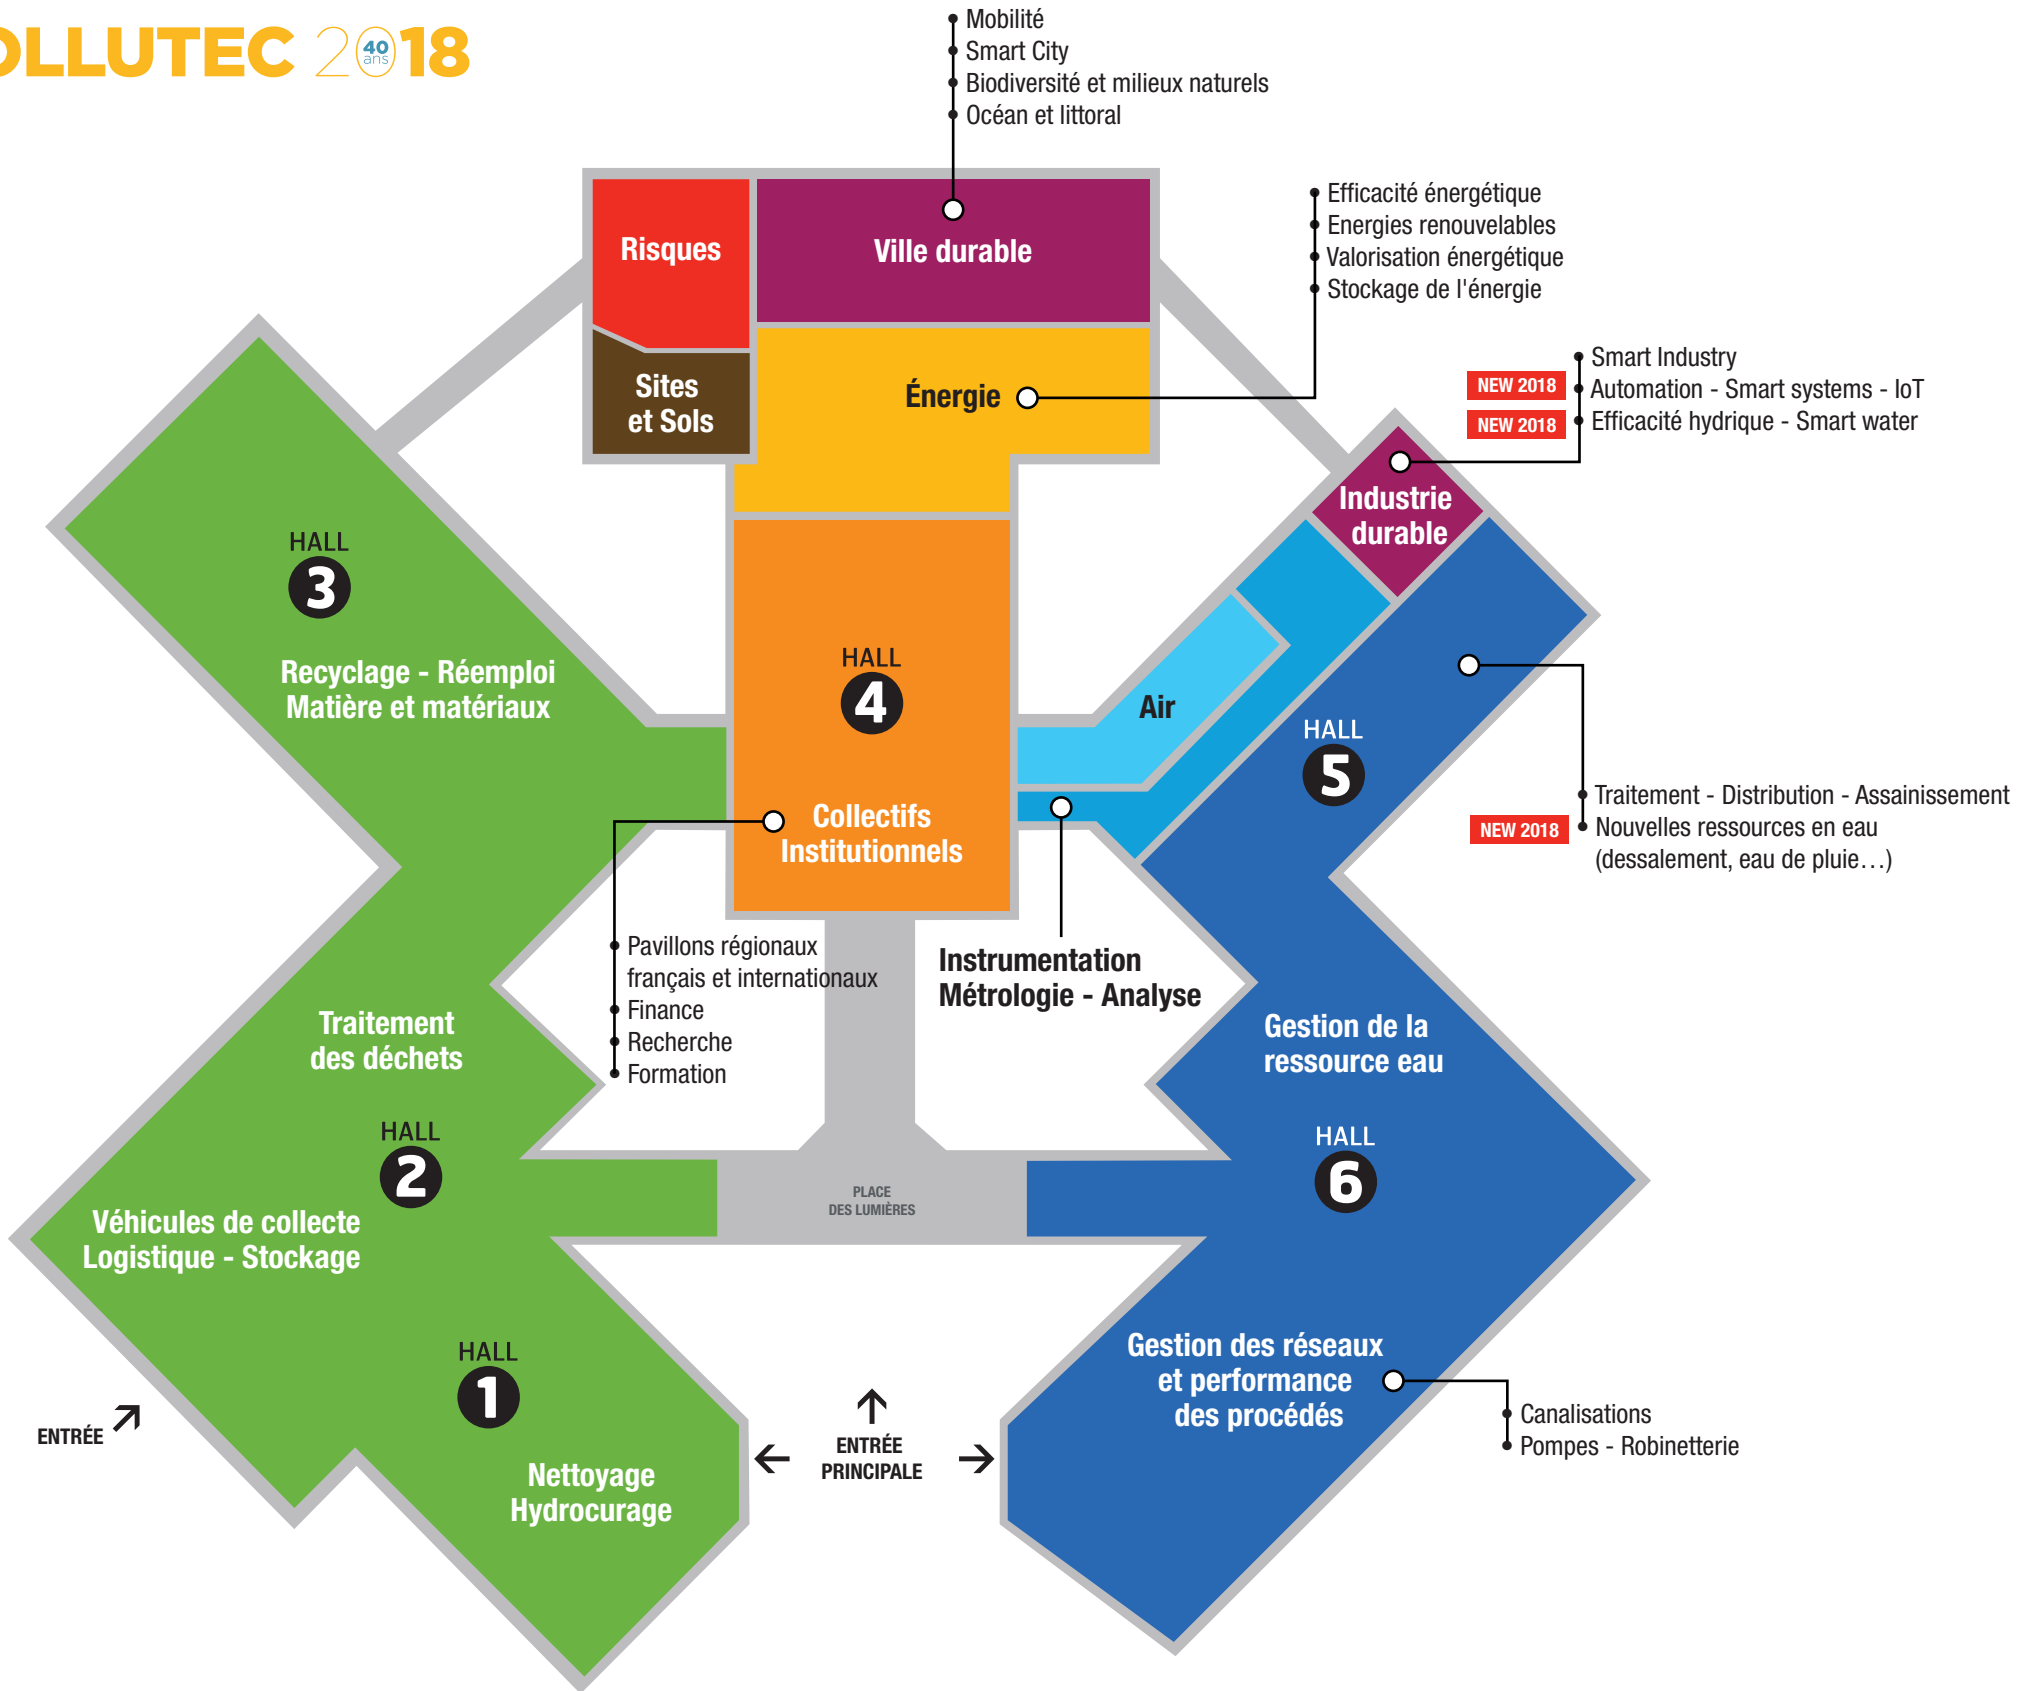 OLLUTEC 2018
40
ans
Mobilité
Smart City
Biodiversité et milieux naturels
Océan et littoral
Efficacité énergétique
Energies renouvelables
Valorisation énergétique
Stockage de l'énergie
Risques
Ville durable
Smart Industry
NEW 2018
Automation - Smart systems - IoT
NEW 2018
Efficacité hydrique - Smart water
Sites
et Sols
Énergie
Industrie
durable
HALL
3
Recyclage - Réemploi
Matière et matériaux
HALL
4
Air
HALL
5
Collectifs
Institutionnels
Traitement - Distribution - Assainissement
NEW 2018
Nouvelles ressources en eau
(dessalement, eau de pluie…)
Pavillons régionaux
français et internationaux
Finance
Recherche
Formation
Instrumentation
Métrologie - Analyse
Traitement
des déchets
Gestion de la
ressource eau
HALL
2
HALL
6
Véhicules de collecte
Logistique - Stockage
PLACE
DES LUMIÈRES
HALL
1
Gestion des réseaux
et performance
des procédés
Canalisations
Pompes - Robinetterie
ENTRÉE
ENTRÉE
PRINCIPALE
Nettoyage
Hydrocurage